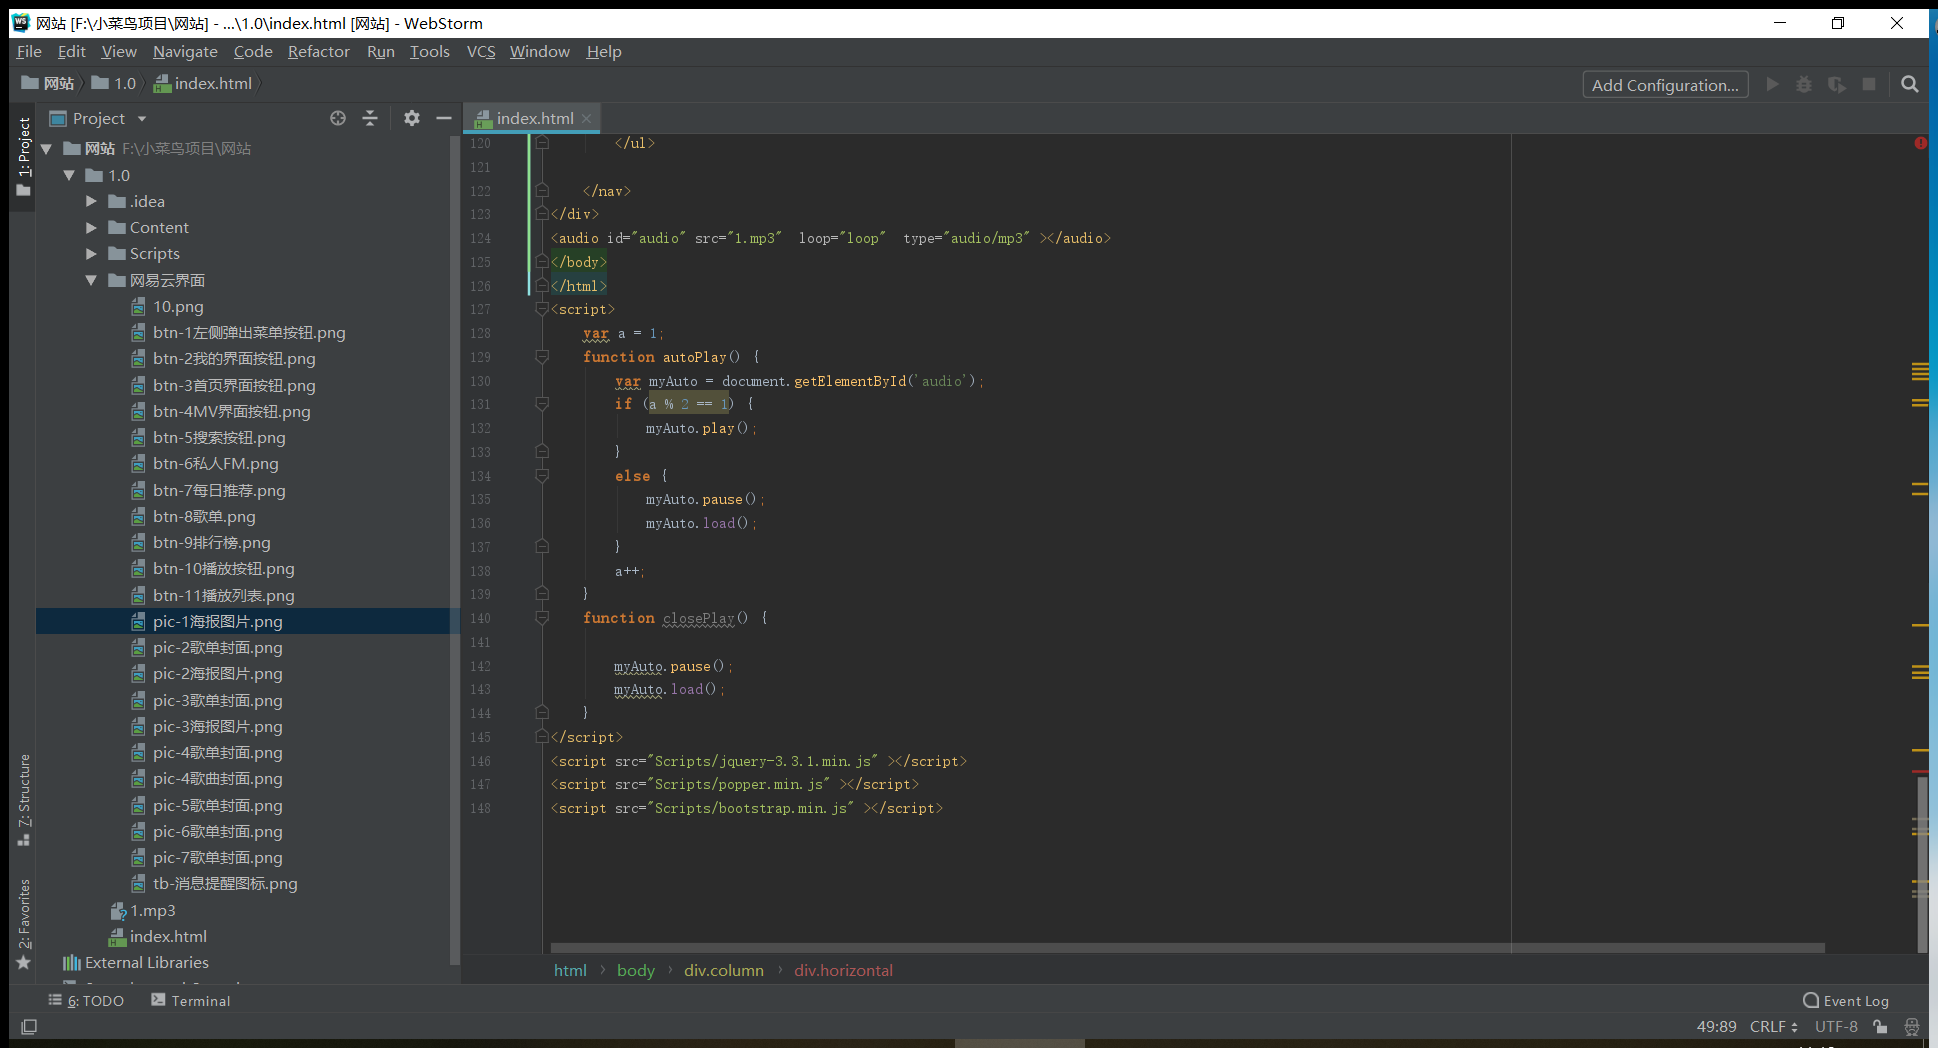 网站 [F:\小菜鸟项目\网站] - ...\1.0\index.html [网站] - WebStorm
File Edit View Navigate Code Refactor Run Tools VCS Window Help
网站 1.0 index.html
Add Configuration...
1: Project
7: Structure
2: Favorites
Project
网站 F:\小菜鸟项目\网站
1.0
.idea
Content
Scripts
网易云界面
10.png
btn-1左侧弹出菜单按钮.png
btn-2我的界面按钮.png
btn-3首页界面按钮.png
btn-4MV界面按钮.png
btn-5搜索按钮.png
btn-6私人FM.png
btn-7每日推荐.png
btn-8歌单.png
btn-9排行榜.png
btn-10播放按钮.png
btn-11播放列表.png
pic-1海报图片.png
pic-2歌单封面.png
pic-2海报图片.png
pic-3歌单封面.png
pic-3海报图片.png
pic-4歌单封面.png
pic-4歌曲封面.png
pic-5歌单封面.png
pic-6歌单封面.png
pic-7歌单封面.png
tb-消息提醒图标.png
1.mp3
index.html
External Libraries
index.html
120 </ul>
121
122 </nav>
123 </div>
124 <audio id="audio" src="1.mp3"  loop="loop"  type="audio/mp3" ></audio>
125 </body>
126 </html>
127 <script>
128 var a = 1;
129 function autoPlay() {
130 var myAuto = document.getElementById('audio');
131 if (a % 2 == 1) {
132 myAuto.play();
133 }
134 else {
135 myAuto.pause();
136 myAuto.load();
137 }
138 a++;
139 }
140 function closePlay() {
141
142 myAuto.pause();
143 myAuto.load();
144 }
145 </script>
146 <script src="Scripts/jquery-3.3.1.min.js" ></script>
147 <script src="Scripts/popper.min.js" ></script>
148 <script src="Scripts/bootstrap.min.js" ></script>
html body div.column div.horizontal
6: TODO Terminal Event Log
49:89 CRLF UTF-8